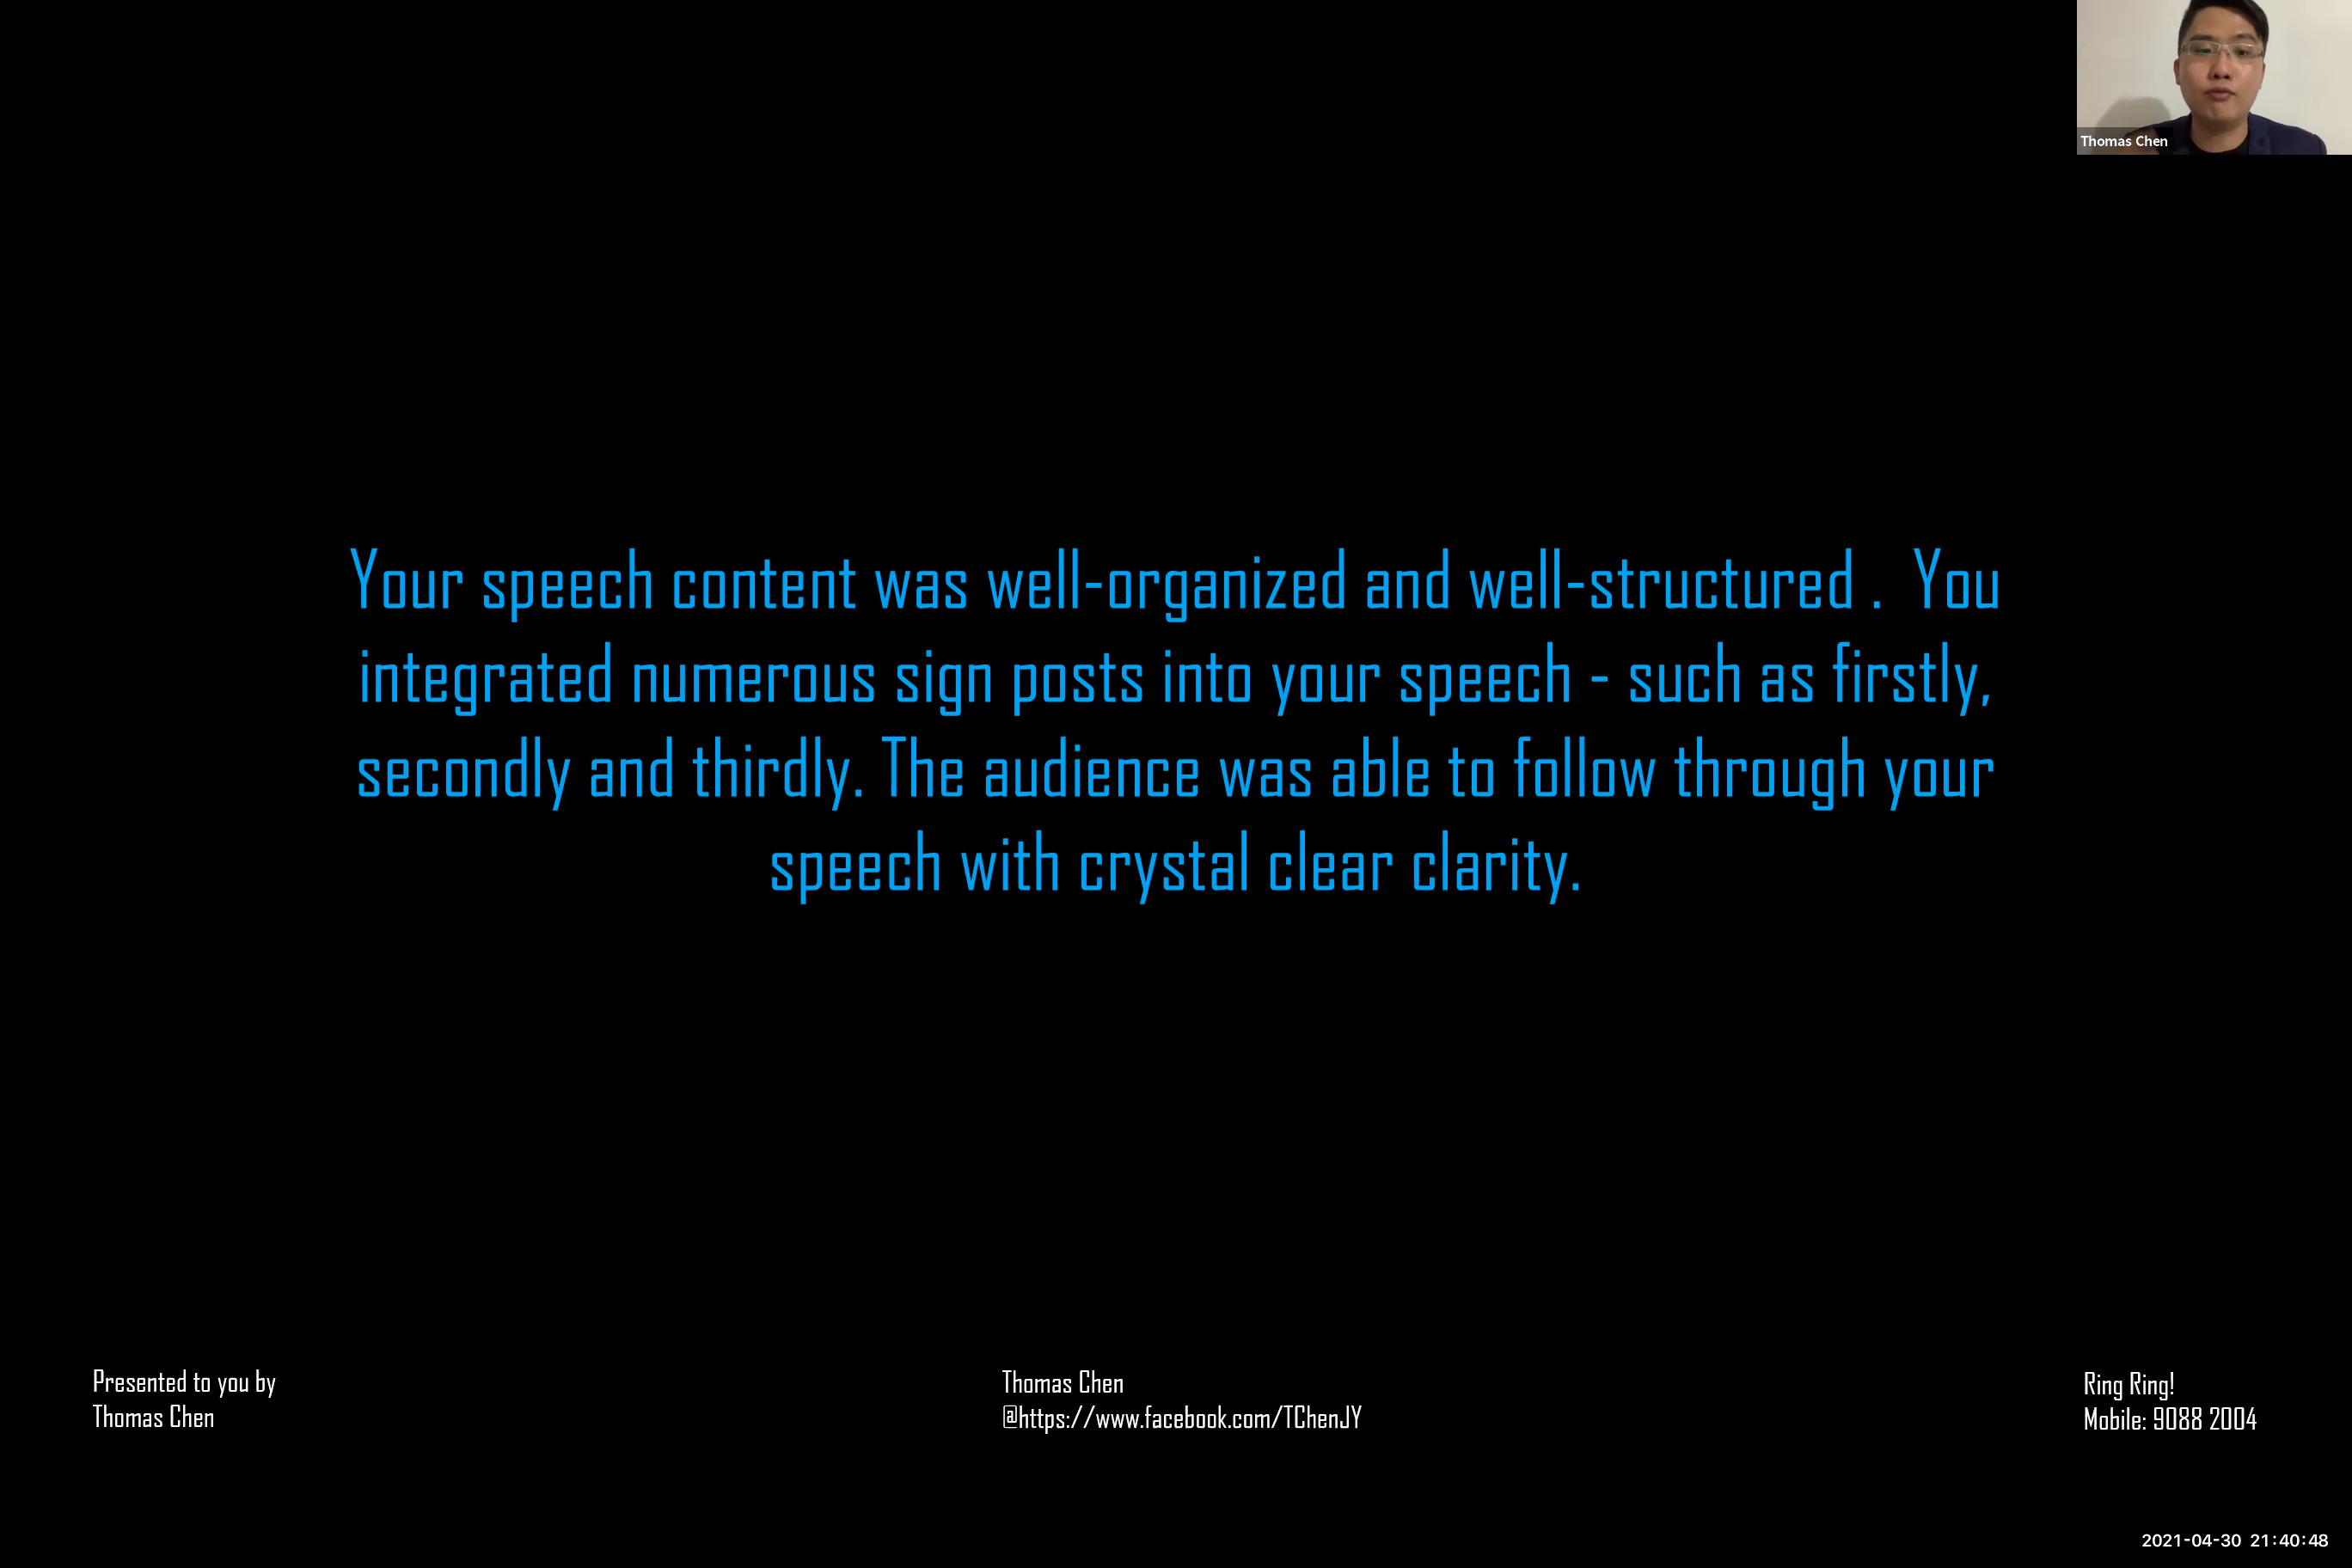 Thomas Chen
Your speech content was well-organized and well-structured .  You
integrated numerous sign posts into your speech - such as firstly,
secondly and thirdly. The audience was able to follow through your
speech with crystal clear clarity.
Presented to you by
Thomas Chen
Thomas Chen
@https://www.facebook.com/TChenJY
Ring Ring!
Mobile: 9088 2004
2021-04-30 21:40:48